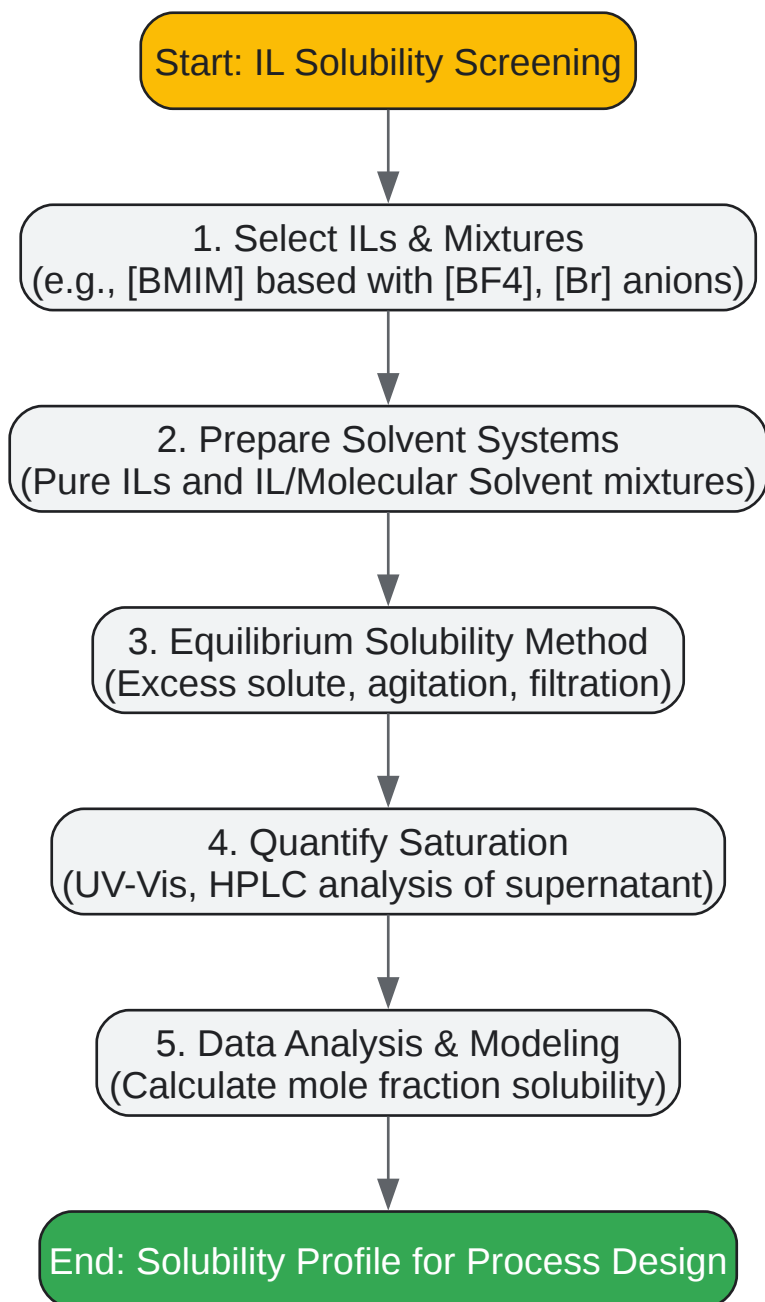 Start: IL Solubility Screening
1. Select ILs & Mixtures
(e.g., [BMIM] based with [BF4], [Br] anions)
2. Prepare Solvent Systems
(Pure ILs and IL/Molecular Solvent mixtures)
3. Equilibrium Solubility Method
(Excess solute, agitation, filtration)
4. Quantify Saturation
(UV-Vis, HPLC analysis of supernatant)
5. Data Analysis & Modeling
(Calculate mole fraction solubility)
End: Solubility Profile for Process Design